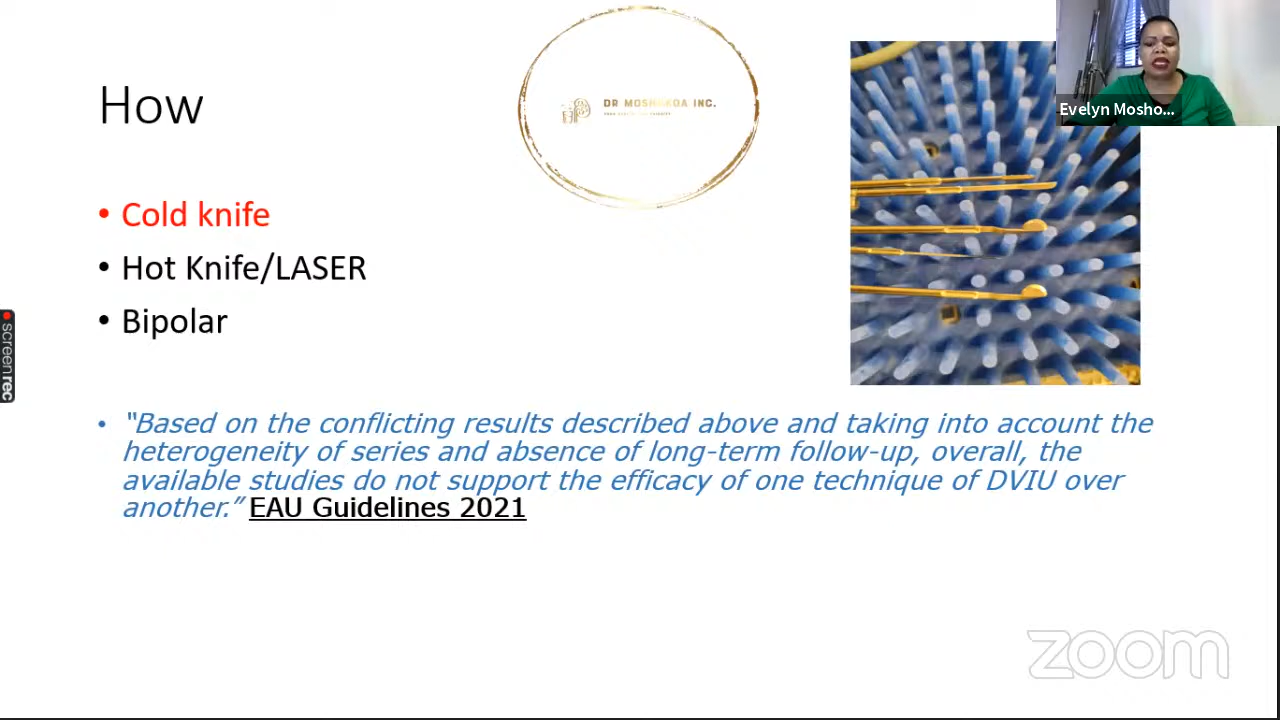 How
DR MOSHOKOA INC.
Evelyn Mosho...
• Cold knife
• Hot Knife/LASER
• Bipolar
• “Based on the conflicting results described above and taking into account the
heterogeneity of series and absence of long-term follow-up, overall, the
available studies do not support the efficacy of one technique of DVIU over
another.” EAU Guidelines 2021
screenrec
zoom